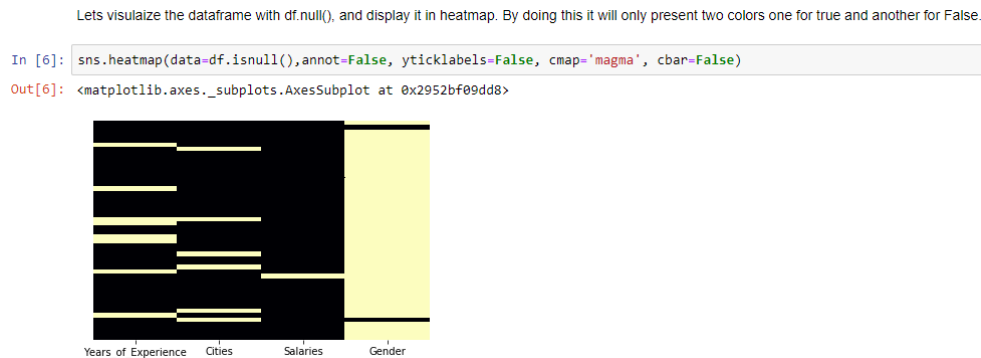 Lets visulaize the dataframe with df.null(), and display it in heatmap. By doing this it will only present two colors one for true and another for False.
In [6]: sns.heatmap(data=df.isnull(),annot=False, yticklabels=False, cmap='magma', cbar=False)
Out[6]: <matplotlib.axes._subplots.AxesSubplot at 0x2952bf09dd8>
Years of Experience Cities Salaries Gender